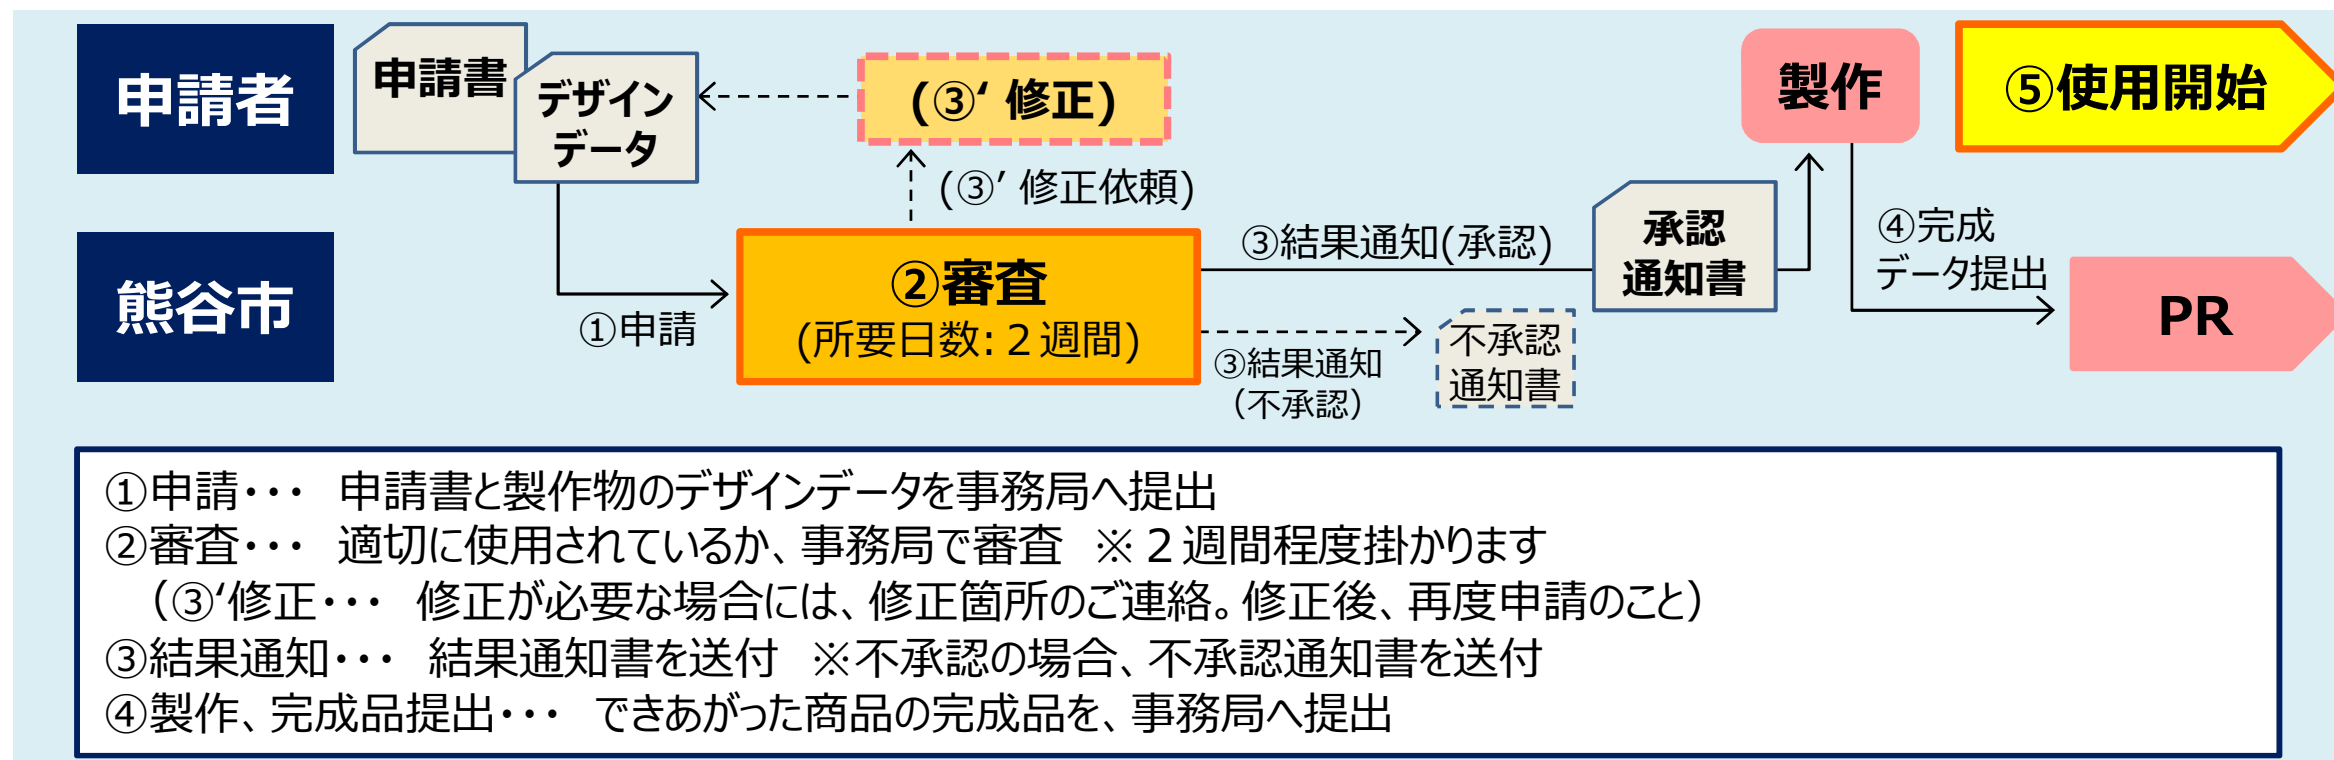 申請者
申請書
デザイン
データ
(③‘ 修正)
(③’ 修正依頼)
製作
⑤使用開始
熊谷市
①申請
②審査
(所要日数:２週間)
③結果通知(承認)
承認
通知書
③結果通知
(不承認)
不承認
通知書
④完成
データ提出
PR
①申請・・・　申請書と製作物のデザインデータを事務局へ提出
②審査・・・　適切に使用されているか、事務局で審査　※２週間程度掛かります
（③‘修正・・・　修正が必要な場合には、修正箇所のご連絡。修正後、再度申請のこと）
③結果通知・・・　結果通知書を送付　※不承認の場合、不承認通知書を送付
④製作、完成品提出・・・　できあがった商品の完成品を、事務局へ提出